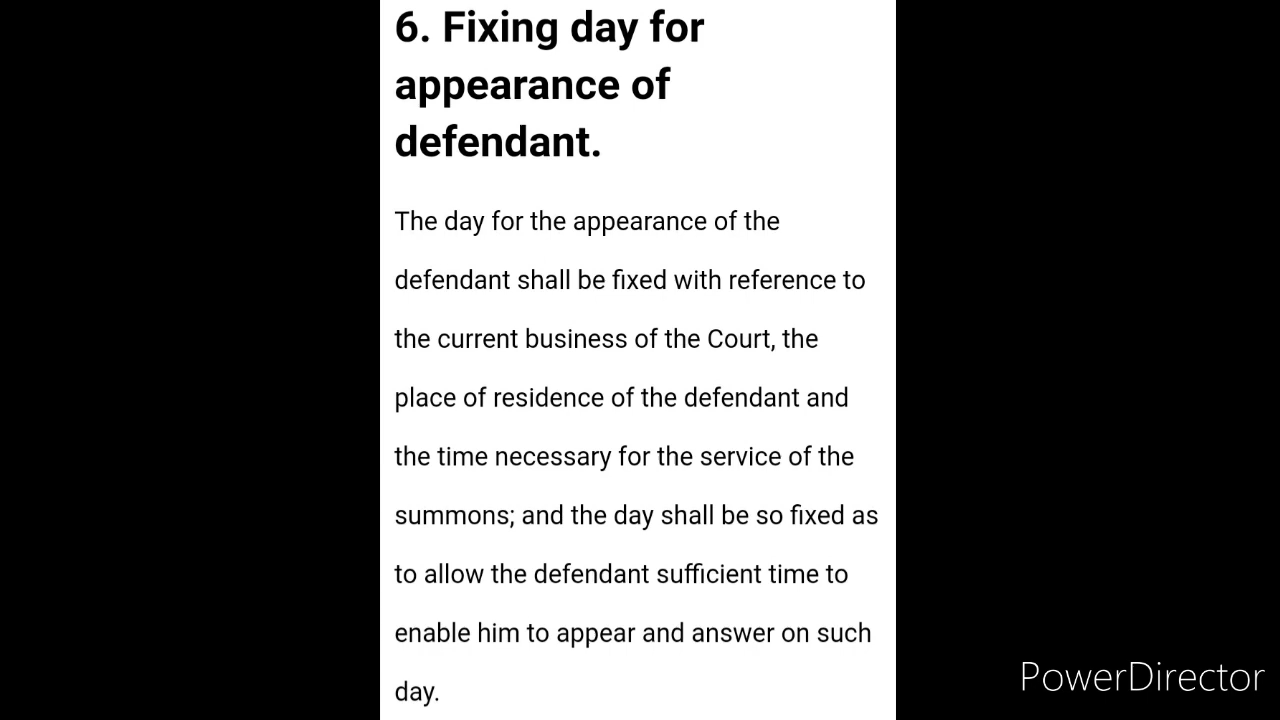 6. Fixing day for
appearance of
defendant.
The day for the appearance of the
defendant shall be fixed with reference to
the current business of the Court, the
place of residence of the defendant and
the time necessary for the service of the
summons; and the day shall be so fixed as
to allow the defendant sufficient time to
enable him to appear and answer on such
day.
PowerDirector